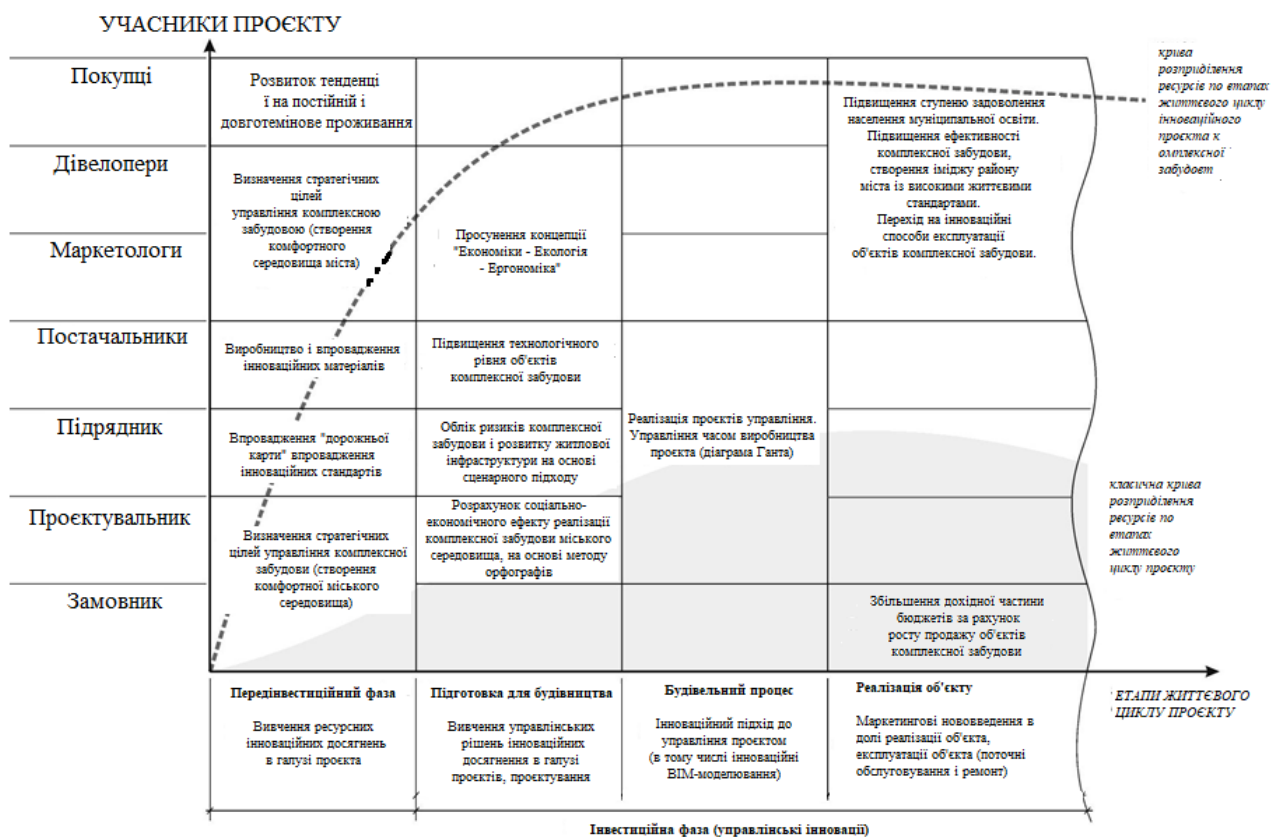 УЧАСНИКИ ПРОЄКТУ
Покупці
Дівелопери
Маркетологи
Постачальники
Підрядник
Проєктувальник
Замовник
Розвиток тенденці
ї на постійній і
довготемінове проживання
Визначення стратегічних
цілей
управління комплексною
забудовою (створення
комфортного
середовища міста)
Виробництво і впровадження
інноваційних матеріалів
Впровадження "дорожньої
карти" впровадження
інноваційних стандартів
Визначення стратегічних
цілей управління комплексної
забудови (створення
комфортної міського
середовища)
Просунення концепції
"Економіки - Екологія
- Ергономіка"
Підвищення технологічного
рівня об'єктів
комплексної забудови
Облік ризиків комплексної
забудови і розвитку житлової
інфраструктури на основі
сценарного підходу
Розрахунок соціально-
економічного ефекту реалізації
комплексної забудови міського
середовища, на основі методу
орфографів
Реалізація проєктів управління.
Управління часом виробництва
проєкта (діаграма Ганта)
Підвищення ступеню задоволення
населення муніципальної освіти.
Підвищення ефективності
комплексної забудови,
створення іміджу району
міста із високими життєвими
стандартами.
Перехід на інноваційні
способи експлуатації
об'єктів комплексної забудови.
Збільшення дохідної частини
бюджетів за рахунок
росту продажу об'єктів
комплексної забудови
крива
розприділення
ресурсів по етапах
життєвого циклу
інноваційного
проєкта к
омплексної
забудовт
класична крива
розприділення
ресурсів по
етапах
життєвого
циклу проєкту
Передінвестиційний фаза
Вивчення ресурсних
інноваційних досягнень
в галузі проєкта
Підготовка для будівництва
Вивчення управлінських
рішень інноваційних
досягнення в галузі
проєктів, проєктування
Будівельний процес
Інноваційний підхід до
управління проєктом
(в тому числі інноваційні
BIM-моделювання)
Реалізація об'єкту
Маркетингові нововведення в
долі реалізації об'єкта,
експлуатації об'єкта (поточні
обслуговування і ремонт)
ЕТАПИ ЖИТТЄВОГО
ЦИКЛУ ПРОЄКТУ
Інвестиційна фаза (управлінські інновації)